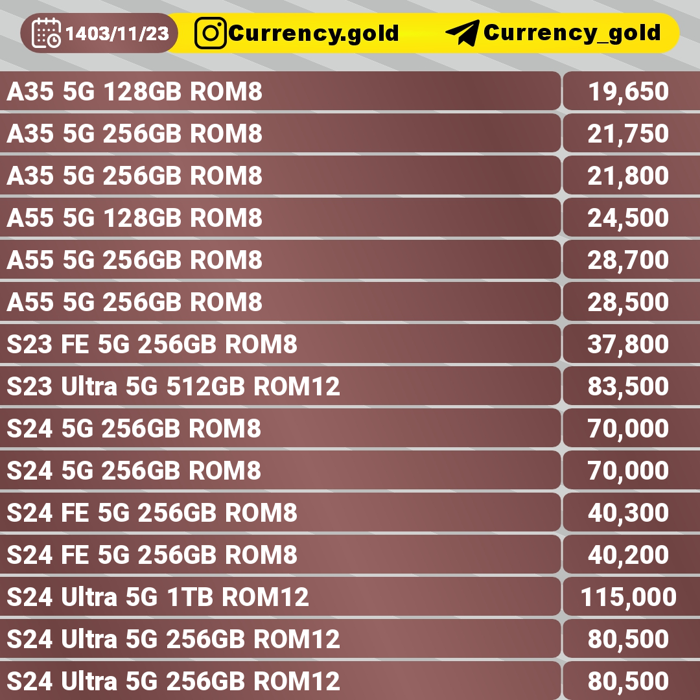 1403/11/23 Currency.gold Currency_gold
A35 5G 128GB ROM8 19,650
A35 5G 256GB ROM8 21,750
A35 5G 256GB ROM8 21,800
A55 5G 128GB ROM8 24,500
A55 5G 256GB ROM8 28,700
A55 5G 256GB ROM8 28,500
S23 FE 5G 256GB ROM8 37,800
S23 Ultra 5G 512GB ROM12 83,500
S24 5G 256GB ROM8 70,000
S24 5G 256GB ROM8 70,000
S24 FE 5G 256GB ROM8 40,300
S24 FE 5G 256GB ROM8 40,200
S24 Ultra 5G 1TB ROM12 115,000
S24 Ultra 5G 256GB ROM12 80,500
S24 Ultra 5G 256GB ROM12 80,500